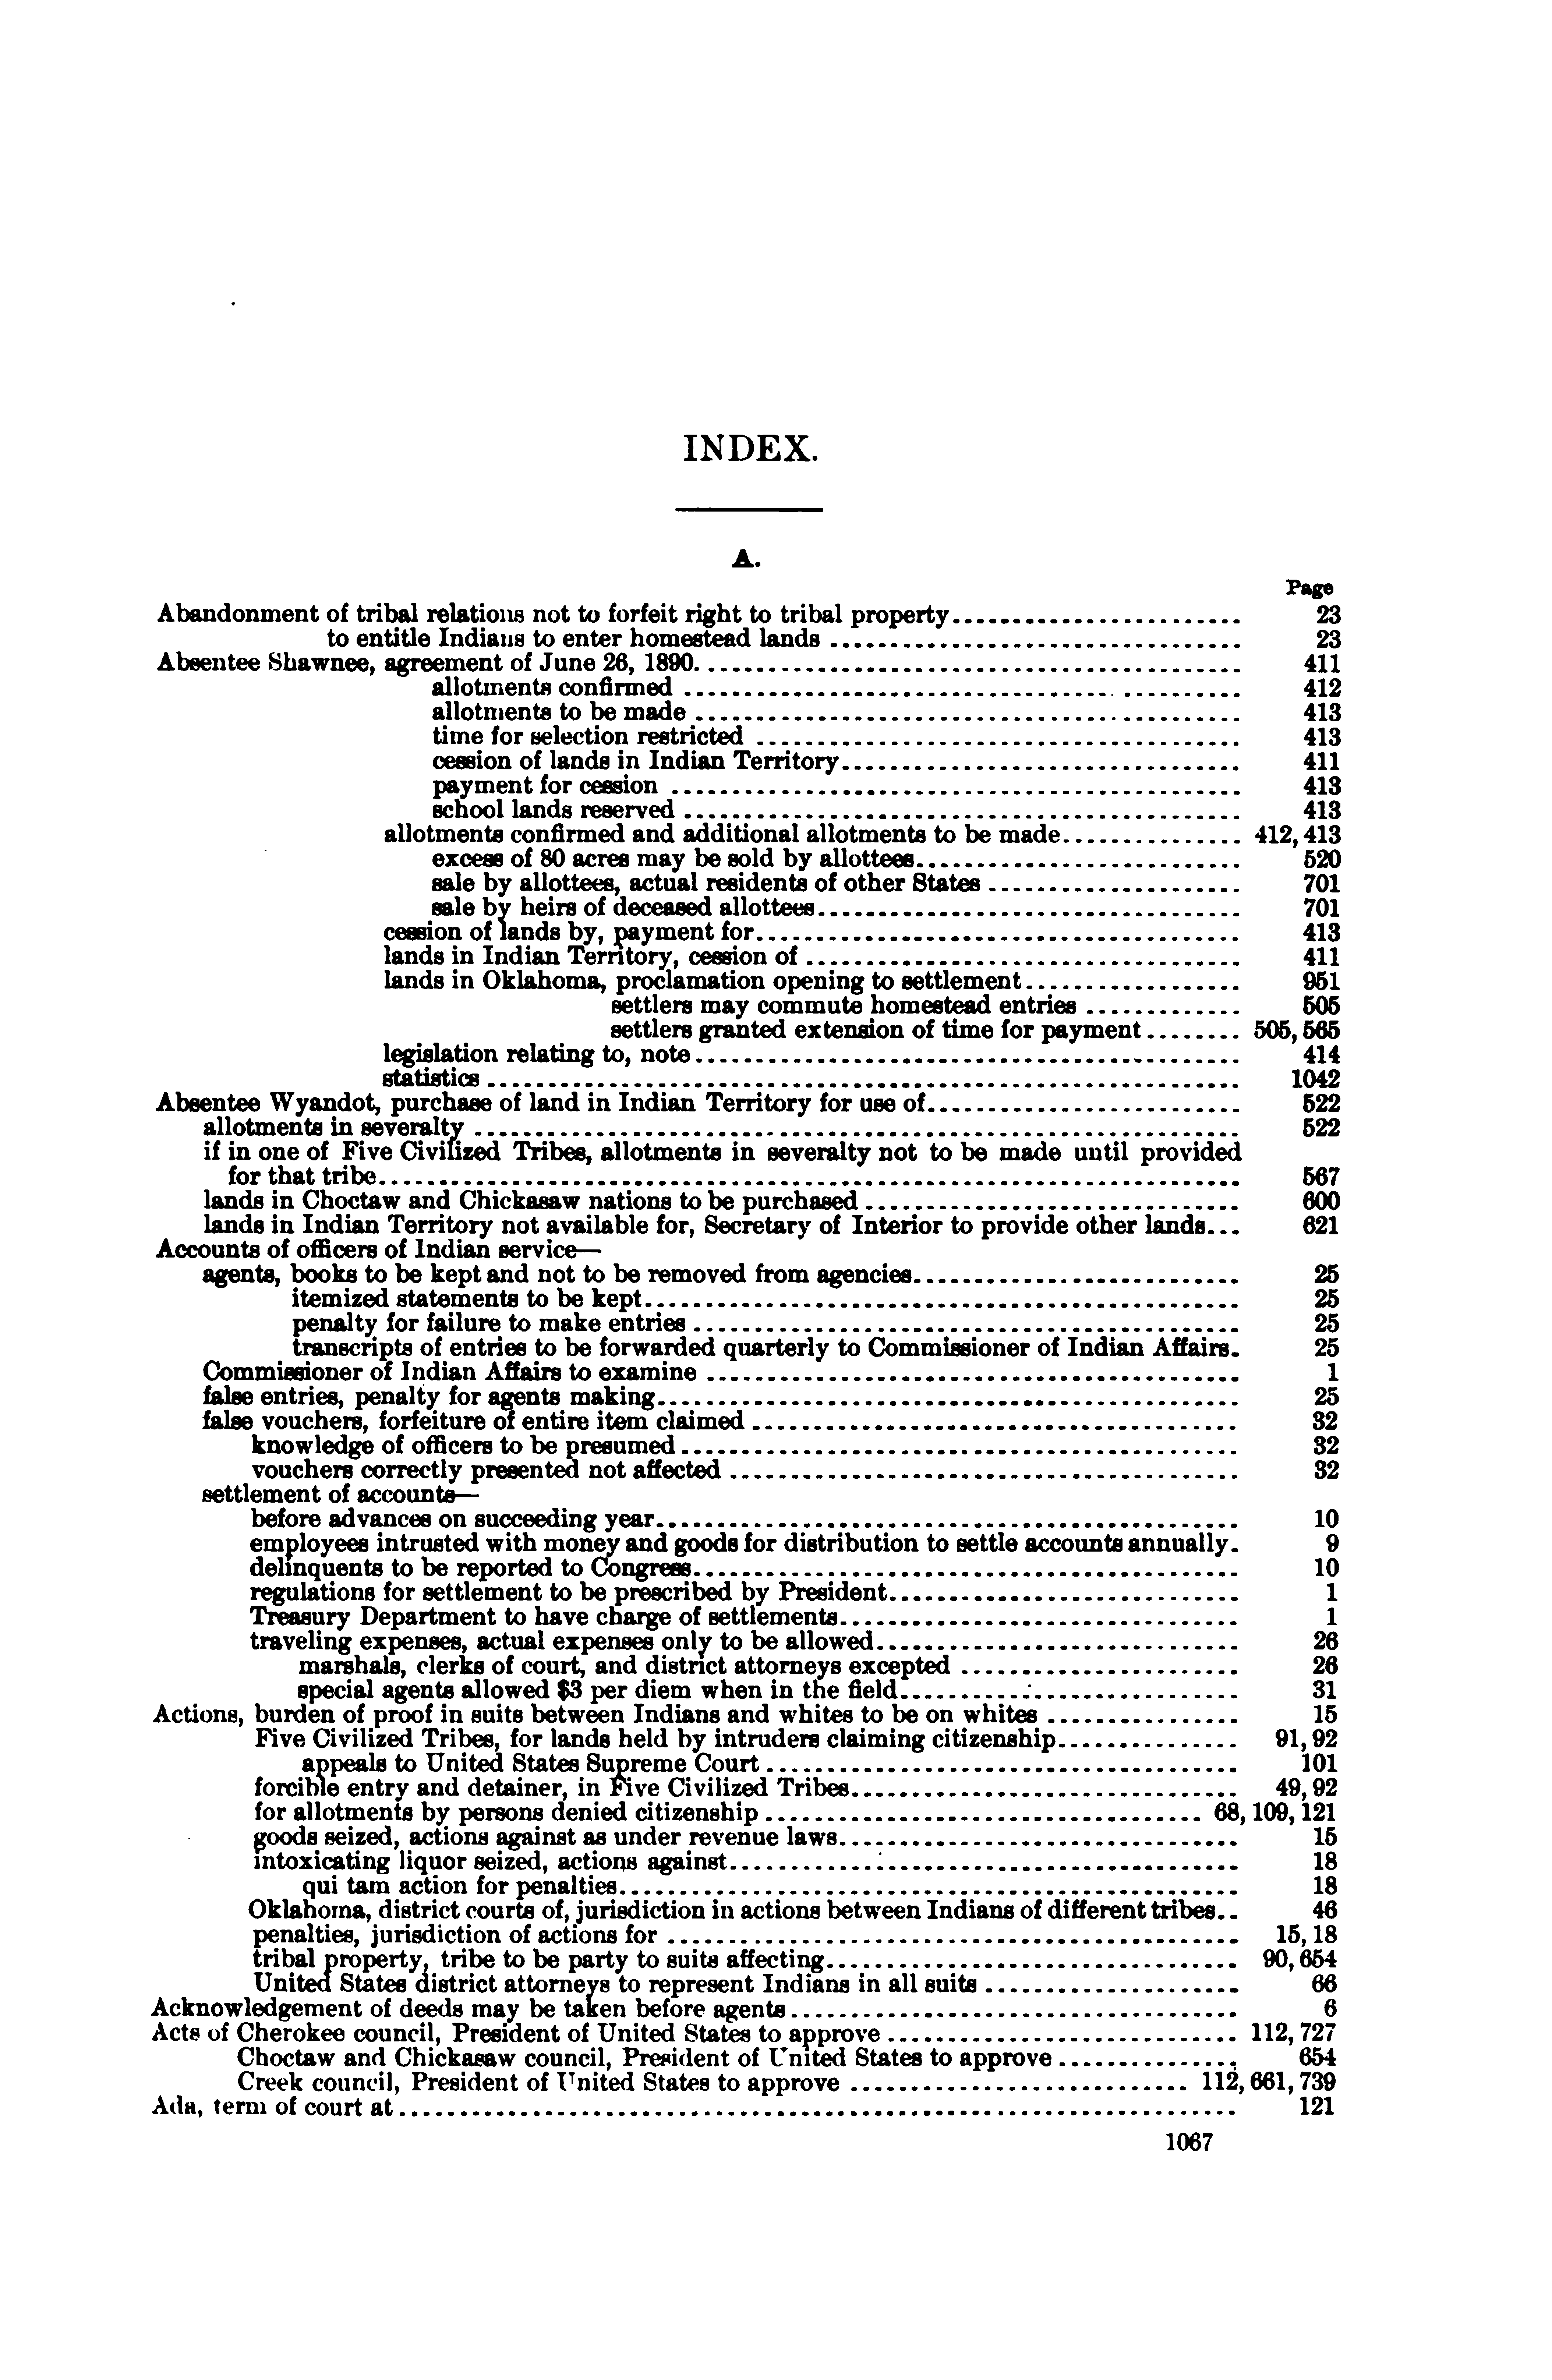 INDEX.
A.
Page
Abandonment of tribal relations not to forfeit right to tribal property 23
to entitle Indians to enter homestead lands 23
Absentee Shawnee, agreement of June 26, 1890 411
allotments confirmed 412
allotments to be made 413
time for selection restricted 413
cession of lands in Indian Territory 411
payment for cession 413
school lands reserved 413
allotments confirmed and additional allotments to be made 412, 413
excess of 80 acres may be sold by allottees 520
sale by allottees, actual residents of other States 701
sale by heirs of deceased allottees 701
cession of lands by, payment for 413
lands in Indian Territory, cession of 411
lands in Oklahoma, proclamation opening to settlement 951
settlers may commute homestead entries 505
settlers granted extension of time for payment 505, 565
legislation relating to, note 414
statistics 1042
Absentee Wyandot, purchase of land in Indian Territory for use of 522
allotments in severalty 522
if in one of Five Civilized Tribes, allotments in severalty not to be made until provided
for that tribe 567
lands in Choctaw and Chickasaw nations to be purchased 600
lands in Indian Territory not available for, Secretary of Interior to provide other lands 621
Accounts of officers of Indian service—
agents, books to be kept and not to be removed from agencies 25
itemized statements to be kept 25
penalty for failure to make entries 25
transcripts of entries to be forwarded quarterly to Commissioner of Indian Affairs. 25
Commissioner of Indian Affairs to examine 1
false entries, penalty for agents making 25
false vouchers, forfeiture of entire item claimed 32
knowledge of officers to be presumed 32
vouchers correctly presented not affected 32
settlement of accounts—
before advances on succeeding year 10
employees intrusted with money and goods for distribution to settle accounts annually. 9
delinquents to be reported to Congress 10
regulations for settlement to be prescribed by President 1
Treasury Department to have charge of settlements 1
traveling expenses, actual expenses only to be allowed 26
marshals, clerks of court, and district attorneys excepted 26
special agents allowed $3 per diem when in the field 31
Actions, burden of proof in suits between Indians and whites to be on whites 15
Five Civilized Tribes, for lands held by intruders claiming citizenship 91, 92
appeals to United States Supreme Court 101
forcible entry and detainer, in Five Civilized Tribes 49, 92
for allotments by persons denied citizenship 68, 109, 121
goods seized, actions against as under revenue laws 15
intoxicating liquor seized, actions against 18
qui tam action for penalties 18
Oklahoma, district courts of, jurisdiction in actions between Indians of different tribes 46
penalties, jurisdiction of actions for 15, 18
tribal property, tribe to be party to suits affecting 90, 654
United States district attorneys to represent Indians in all suits 66
Acknowledgement of deeds may be taken before agents 6
Acts of Cherokee council, President of United States to approve 112, 727
Choctaw and Chickasaw council, President of United States to approve 654
Creek council, President of United States to approve 112, 661, 739
Ada, term of court at 121
1067